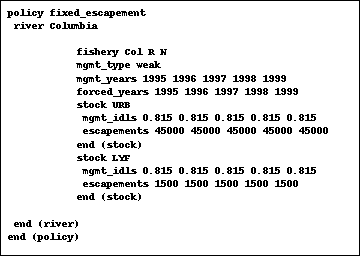 policy fixed_escapement
river Columbia
fishery Col R N
mgmt_type weak
mgmt_years 1995 1996 1997 1998 1999
forced_years 1995 1996 1997 1998 1999
stock URB
mgmt_idls 0.815 0.815 0.815 0.815 0.815
escapements 45000 45000 45000 45000 45000
end (stock)
stock LYF
mgmt_idls 0.815 0.815 0.815 0.815 0.815
escapements 1500 1500 1500 1500 1500
end (stock)
end (river)
end (policy)